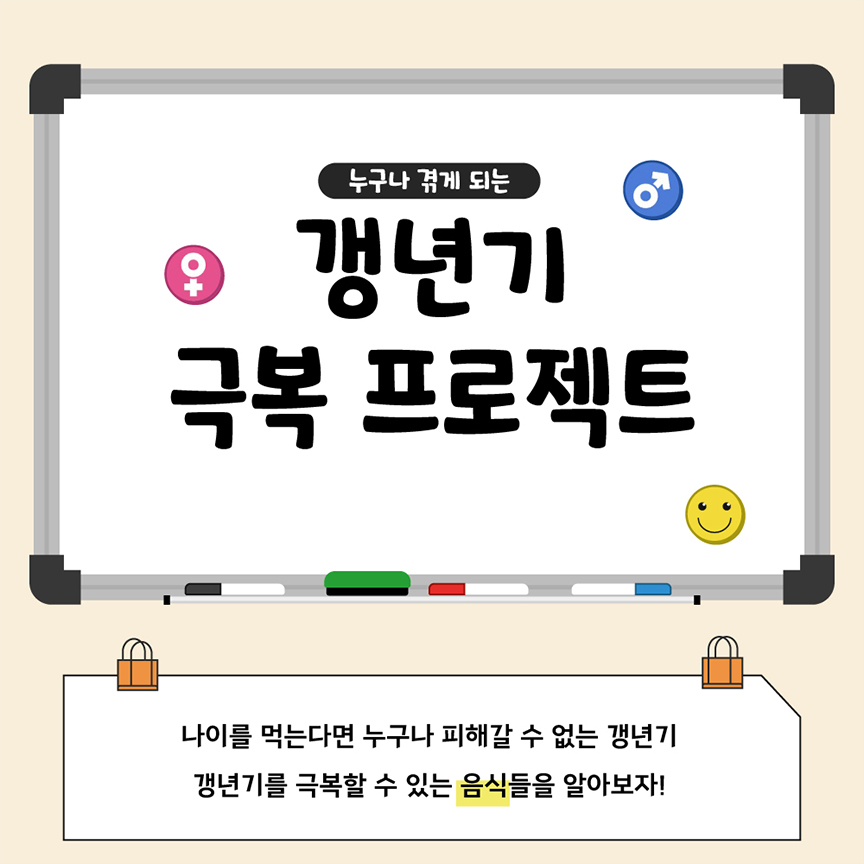 누구나 겪게 되는
갱년기
극복 프로젝트
나이를 먹는다면 누구나 피해갈 수 없는 갱년기
갱년기를 극복할 수 있는 음식들을 알아보자!